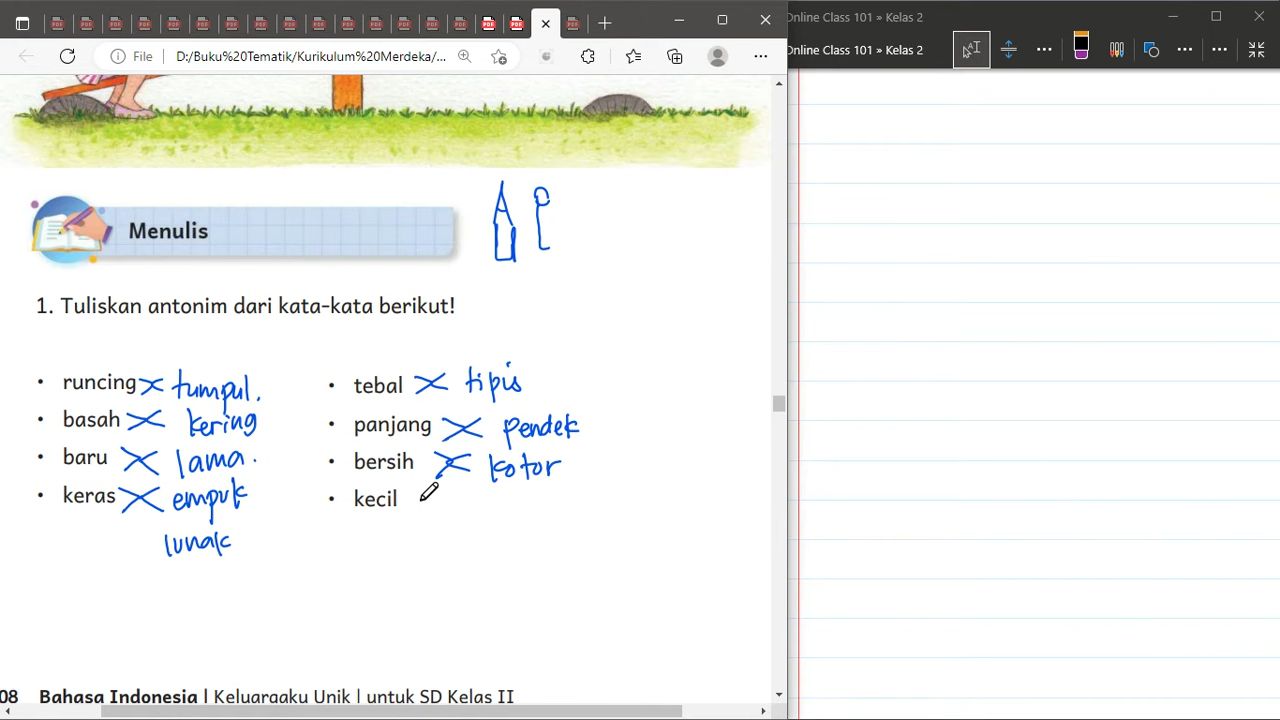 File D:/Buku%20Tematik/Kurikulum%20Merdeka/...
Online Class 101 » Kelas 2
Online Class 101 » Kelas 2
Menulis
1. Tuliskan antonim dari kata-kata berikut!
• runcing × tumpul.
• basah × kering
• baru × lama.
• keras × empuk
lunak
• tebal × tipis
• panjang × pendek
• bersih × kotor
• kecil
08 Bahasa Indonesia | Keluargaku Unik | untuk SD Kelas II